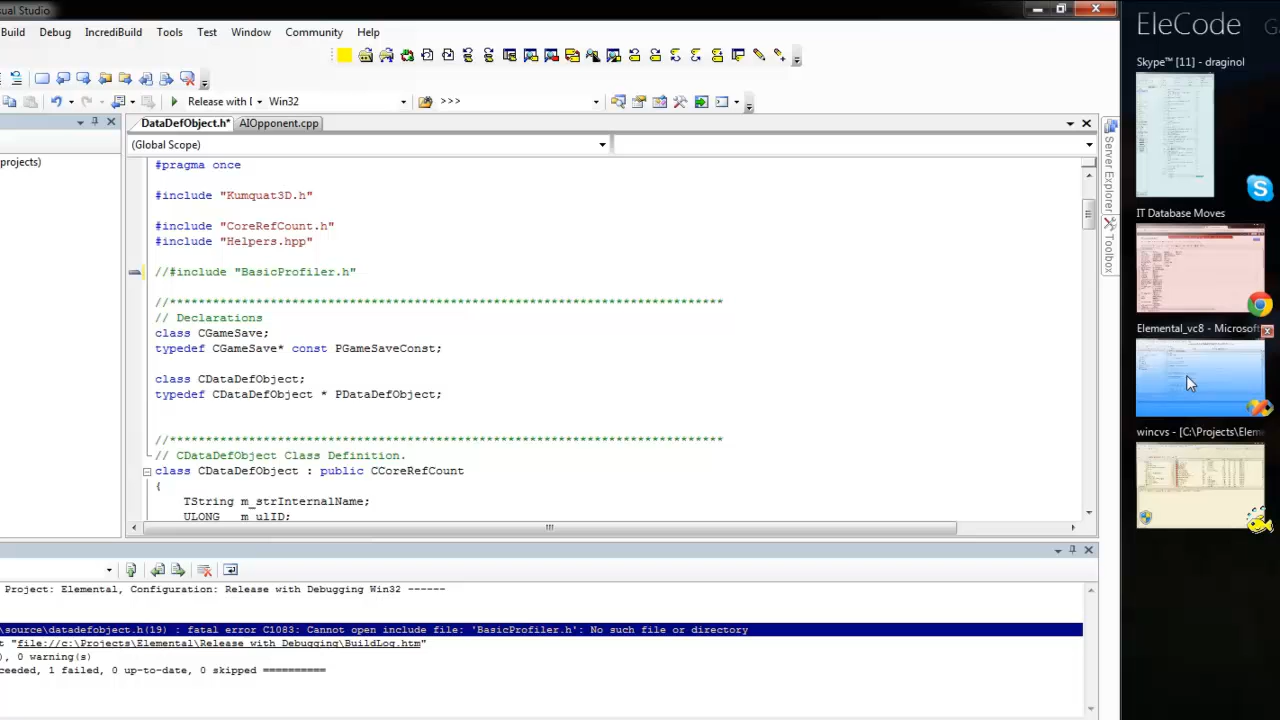 sual Studio
Build Debug IncrediBuild Tools Test Window Community Help
Release with [ Win32 >>>
DataDefObject.h* AIOpponent.cpp
(Global Scope)
projects)
#pragma once
#include "Kumquat3D.h"
#include "CoreRefCount.h"
#include "Helpers.hpp"
//#include "BasicProfiler.h"
//******************************************************************************
// Declarations
class CGameSave;
typedef CGameSave* const PGameSaveConst;
class CDataDefObject;
typedef CDataDefObject * PDataDefObject;
//******************************************************************************
// CDataDefObject Class Definition.
class CDataDefObject : public CCoreRefCount
{
TString m_strInternalName;
ULONG m_ulID;
Server Explorer
Toolbox
Project: Elemental, Configuration: Release with Debugging Win32 ------
\source\datadefobject.h(19) : fatal error C1083: Cannot open include file: 'BasicProfiler.h': No such file or directory
t "file://c:\Projects\Elemental\Release with Debugging\BuildLog.htm"
), 0 warning(s)
ceeded, 1 failed, 0 up-to-date, 0 skipped ==========
EleCode
Skype™ [11] - draginol
IT Database Moves
Elemental_vc8 - Microsoft
wincvs - [C:\Projects\Elem